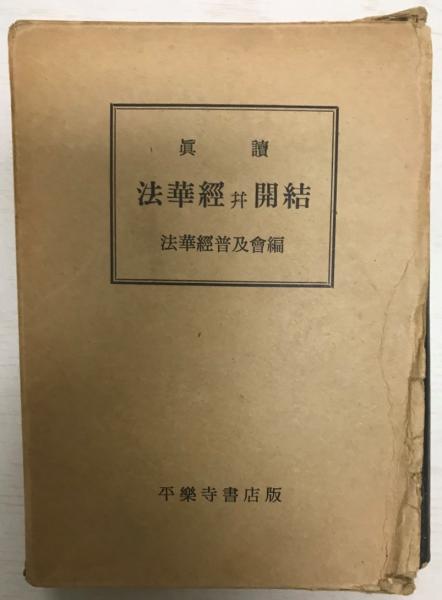 眞讀
法華經并開結
法華經普及會編
平樂寺書店版